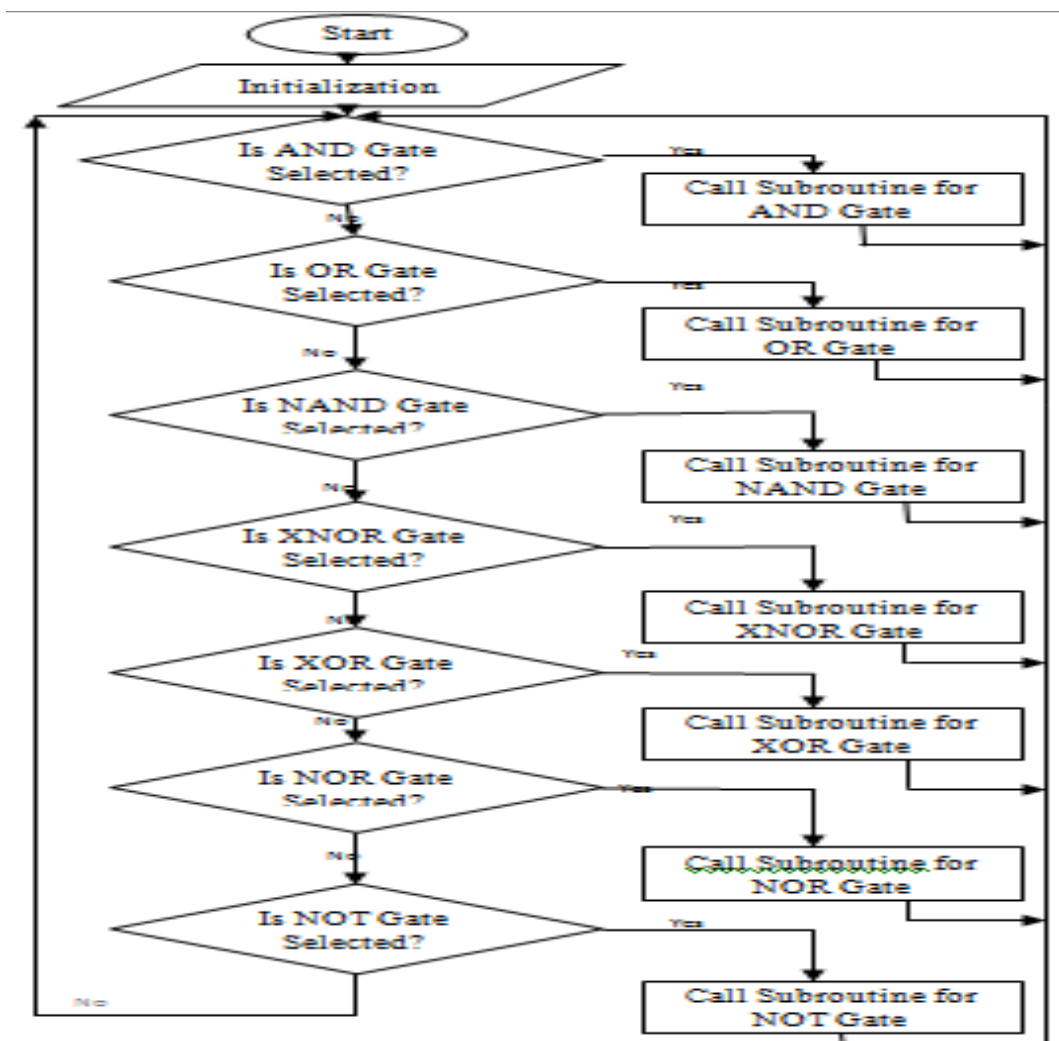 Start
Initialization
Is AND Gate
Selected?
Yes
Call Subroutine for
AND Gate
No
Is OR Gate
Selected?
Yes
Call Subroutine for
OR Gate
No
Is NAND Gate
Selected?
Yes
Call Subroutine for
NAND Gate
No
Is XNOR Gate
Selected?
Yes
Call Subroutine for
XNOR Gate
Is XOR Gate
Selected?
Yes
Call Subroutine for
XOR Gate
No
Is NOR Gate
Selected?
Yes
Call Subroutine for
NOR Gate
No
Is NOT Gate
Selected?
Yes
Call Subroutine for
NOT Gate
No